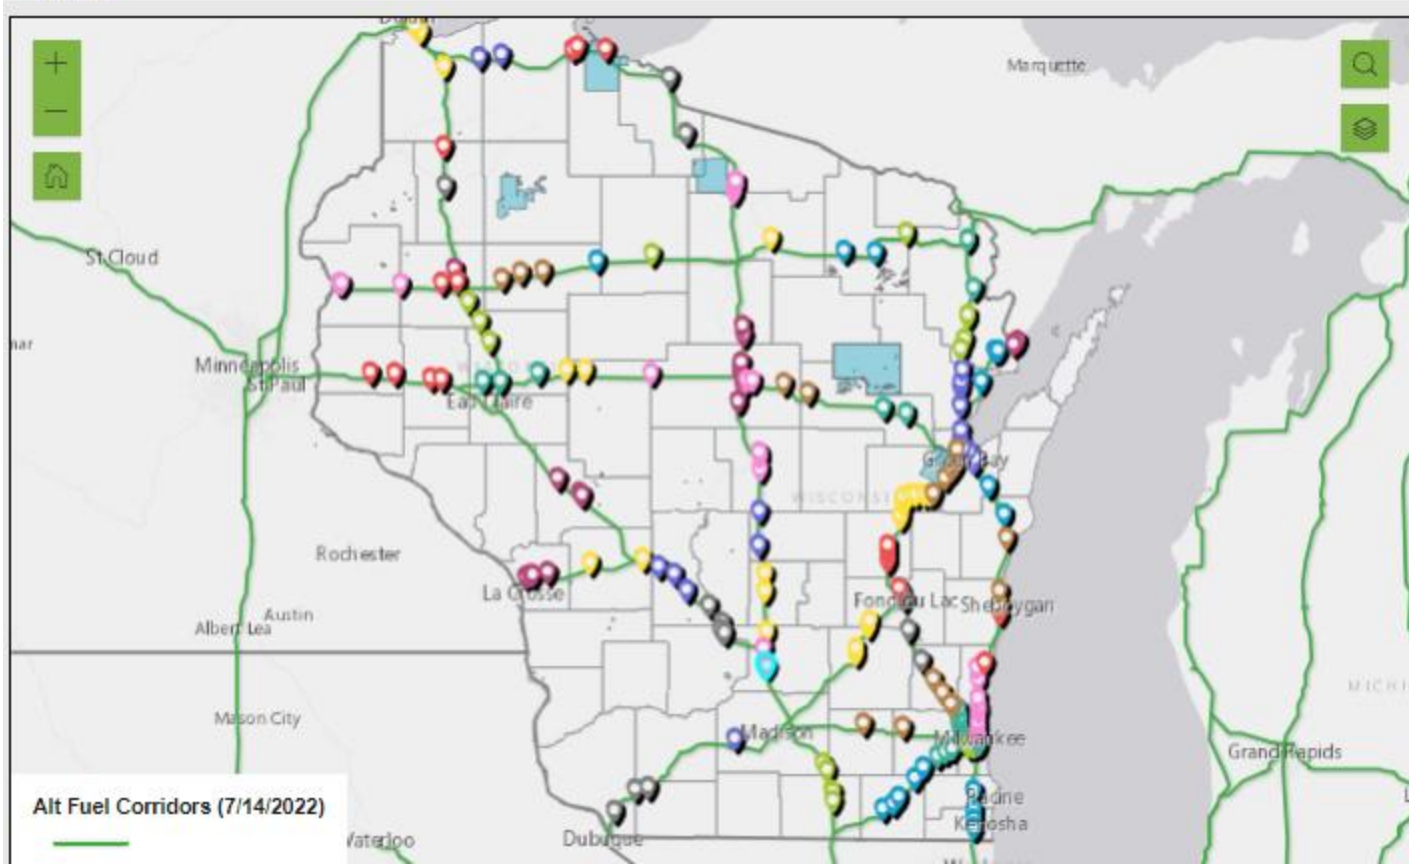 Marquette
+
−
St Cloud
Minneapolis
St Paul
Eau Claire
Green Bay
WISCONSIN
Rochester
La Crosse
Fond du Lac
Sheboygan
Austin
Albert Lea
Mason City
Madison
Milwaukee
Grand Rapids
Racine
Kenosha
Alt Fuel Corridors (7/14/2022)
Dubuque